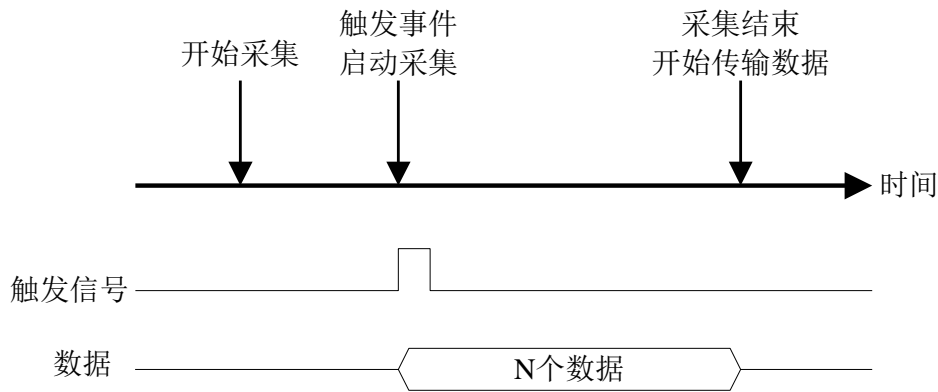 开始采集
触发事件
启动采集
采集结束
开始传输数据
时间
触发信号
数据
N个数据